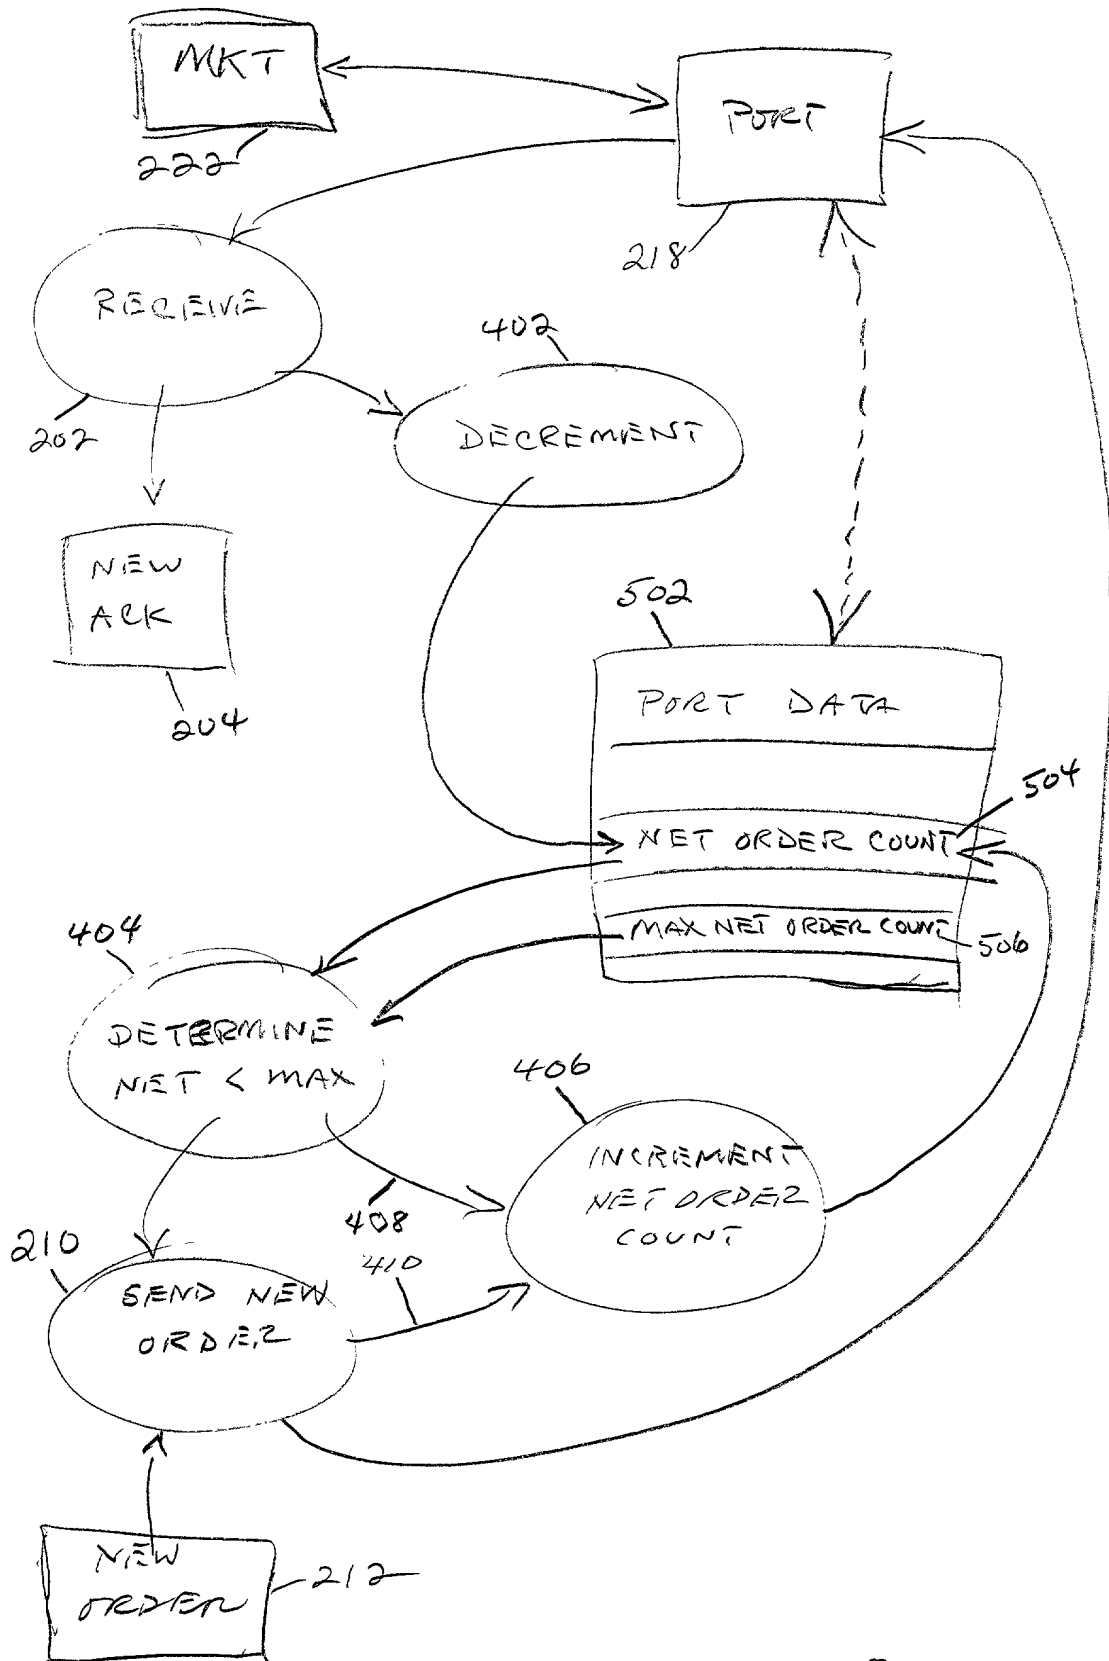 MKT
222
PORT
218
RECEIVE
202
402
DECREMENT
NEW
ACK
204
502
PORT DATA
504
NET ORDER COUNT
MAX NET ORDER COUNT
506
404
DETERMINE
NET < MAX
406
INCREMENT
NET ORDER
COUNT
408
410
210
SEND NEW
ORDER
NEW
ORDER
212